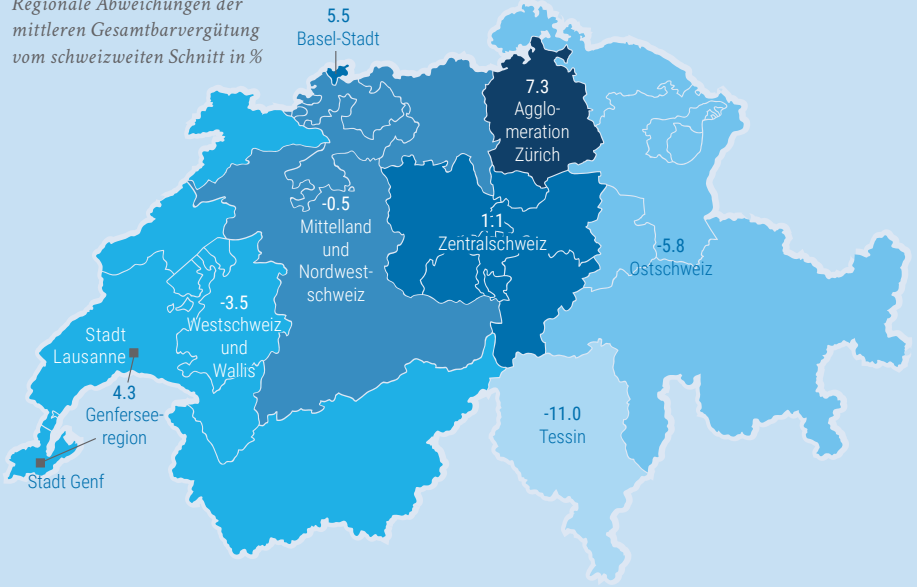 Regionale Abweichungen der
mittleren Gesamtbarvergütung
vom schweizweiten Schnitt in %
5.5
Basel-Stadt
7.3
Agglo-
meration
Zürich
-0.5
Mittelland
und
Nordwest-
schweiz
1.1
Zentralschweiz
-5.8
Ostschweiz
-3.5
Westschweiz
und
Wallis
Stadt
Lausanne
4.3
Genfersee-
region
Stadt Genf
-11.0
Tessin